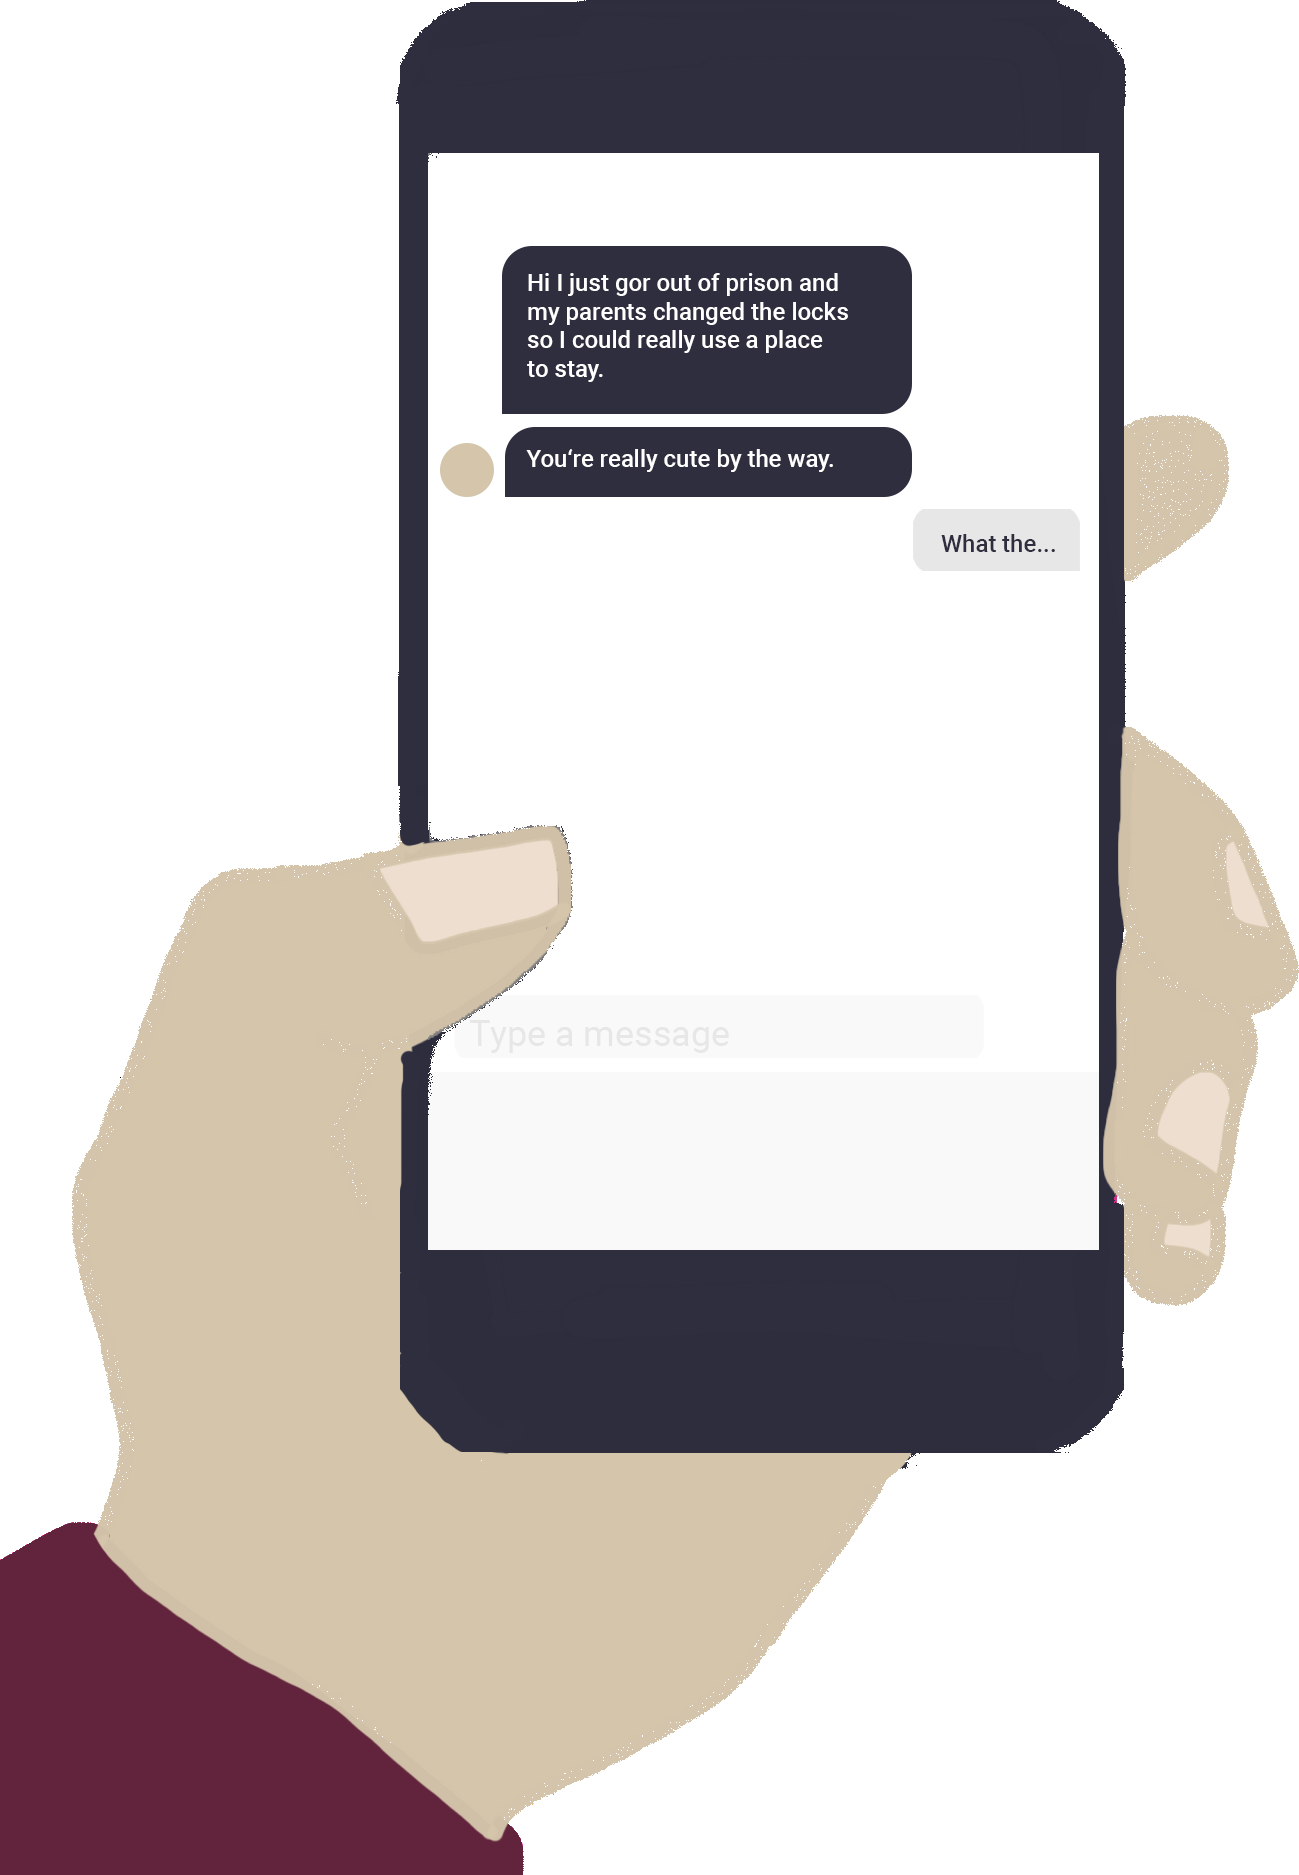 Hi I just gor out of prison and
my parents changed the locks
so I could really use a place
to stay.
You‘re really cute by the way.
What the...
Type a message